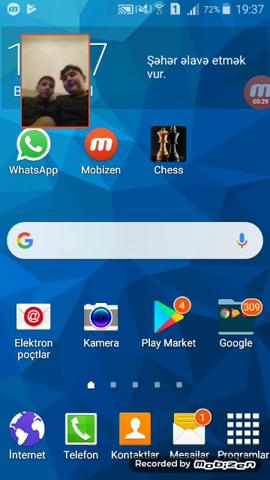 72% 19:37
7
Şəhər əlavə etmək
vur.
00:29
WhatsApp
Mobizen
Chess
Elektron
poçtlar
Kamera
4
Play Market
309
Google
İnternet
Telefon
Kontaktlar
1
Mesajlar
Proqramlar
Recorded by mobizen